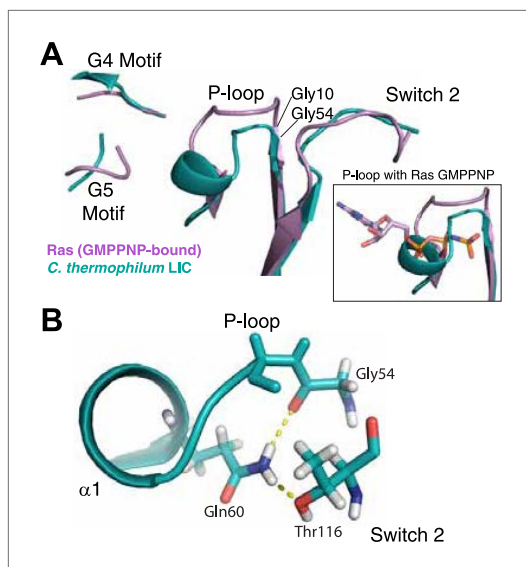 A
G4 Motif
P-loop
Gly10
Gly54
Switch 2
G5
Motif
P-loop with Ras GMPPNP
Ras (GMPPNP-bound)
C. thermophilum LIC
B
P-loop
Gly54
α1
Gln60
Thr116
Switch 2